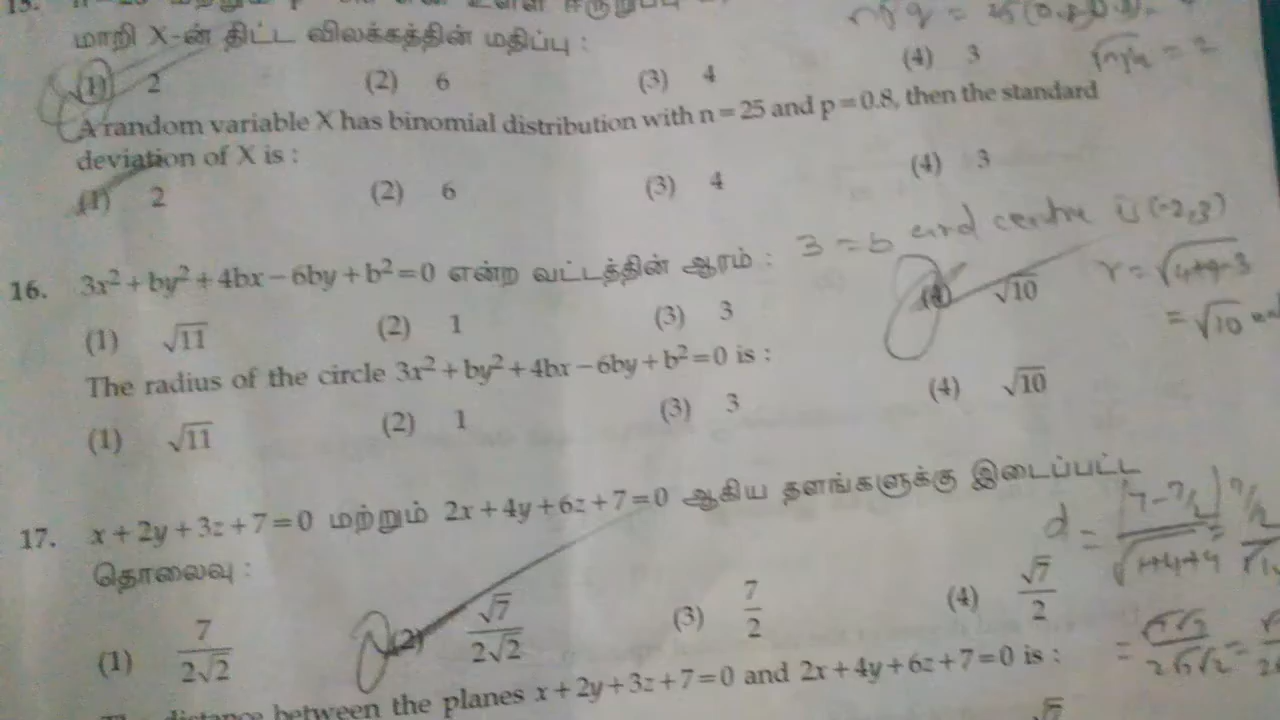 மாறி X-ன் திட்ட விலக்கத்தின் மதிப்பு :
(1) 2 (2) 6 (3) 4 (4) 3
A random variable X has binomial distribution with n = 25 and p = 0.8, then the standard
deviation of X is :
(1) 2 (2) 6 (3) 4 (4) 3
3 = b and centre is (-2,3)
16. 3x² + by² + 4bx − 6by + b² = 0 என்ற வட்டத்தின் ஆரம் :
(1) √11 (2) 1 (3) 3 (4) √10
r = √4+9-3
= √10
The radius of the circle 3x² + by² + 4bx − 6by + b² = 0 is :
(1) √11 (2) 1 (3) 3 (4) √10
17. x + 2y + 3z + 7 = 0 மற்றும் 2x + 4y + 6z + 7 = 0 ஆகிய தளங்களுக்கு இடைப்பட்ட
தொலைவு :
d =
(1) 7/2√2 (2) √7/2√2 (3) 7/2 (4) √7/2
distance between the planes x + 2y + 3z + 7 = 0 and 2x + 4y + 6z + 7 = 0 is :